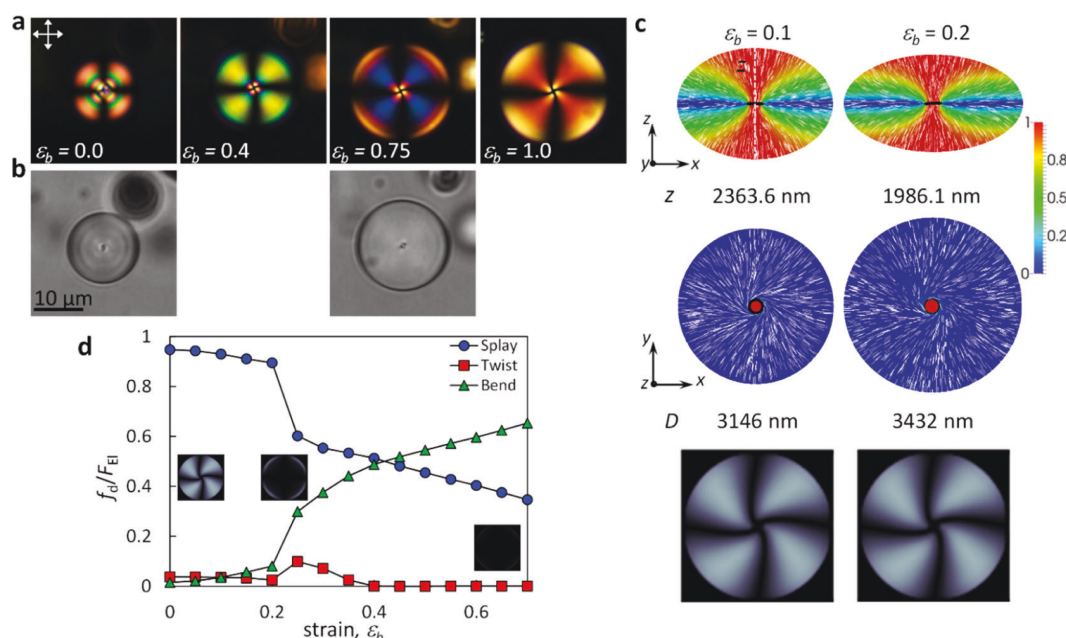 a
ε_b = 0.0
ε_b = 0.4
ε_b = 0.75
ε_b = 1.0
b
10 μm
c
ε_b = 0.1
ε_b = 0.2
Ξ
z
y
x
1
0.8
0.6
0.4
0.2
0
z 2363.6 nm 1986.1 nm
y
z
x
D 3146 nm 3432 nm
d
Splay
Twist
Bend
f_d/F_El
1
0.8
0.6
0.4
0.2
0
0 0.2 0.4 0.6
strain, ε_b